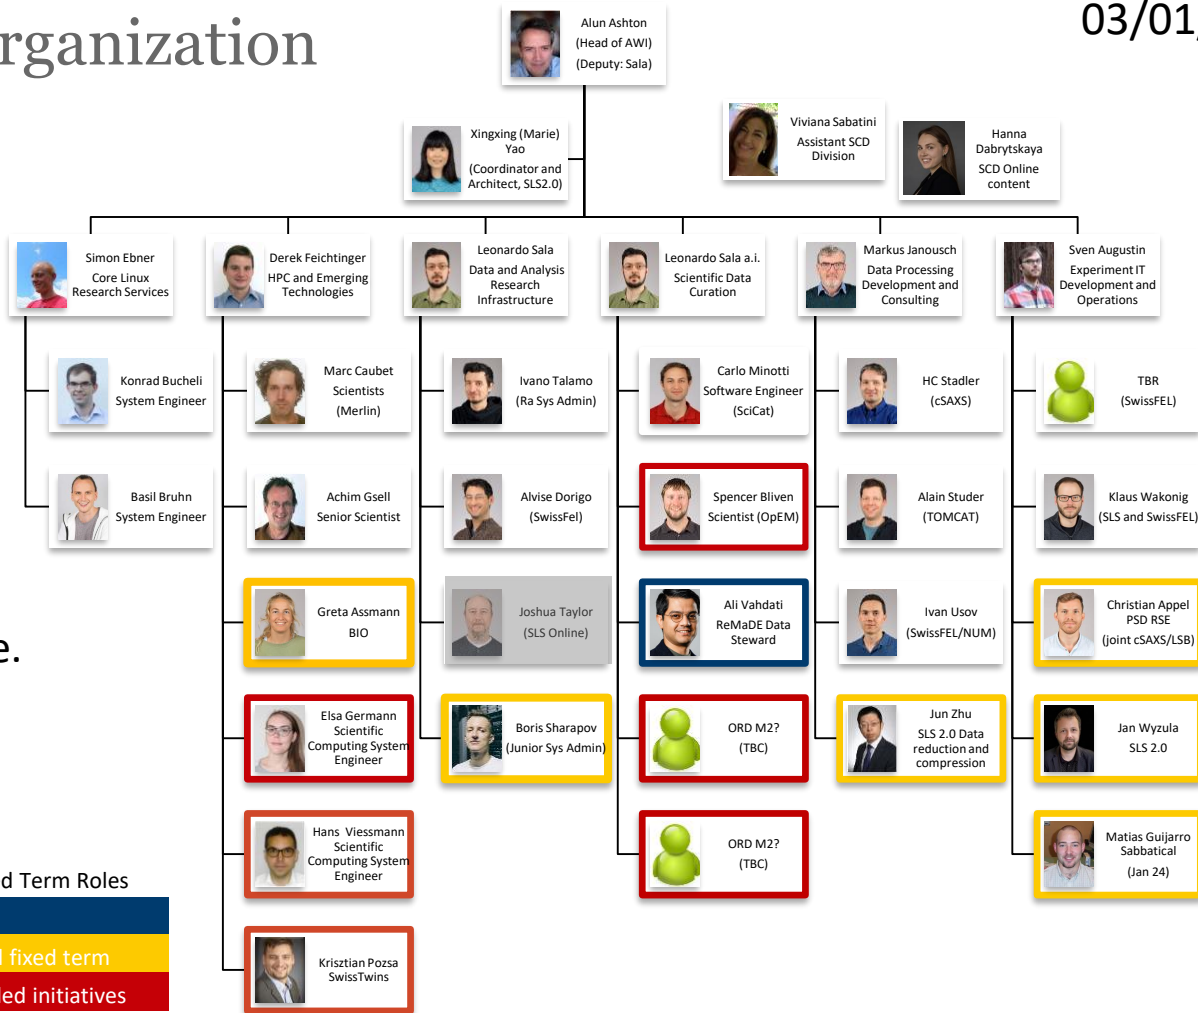 rganization
03/01/
Alun Ashton
(Head of AWI)
(Deputy: Sala)
Xingxing (Marie)
Yao
(Coordinator and
Architect, SLS2.0)
Viviana Sabatini
Assistant SCD
Division
Hanna
Dabrytskaya
SCD Online
content
Simon Ebner
Core Linux
Research Services
Derek Feichtinger
HPC and Emerging
Technologies
Leonardo Sala
Data and Analysis
Research
Infrastructure
Leonardo Sala a.i.
Scientific Data
Curation
Markus Janousch
Data Processing
Development and
Consulting
Sven Augustin
Experiment IT
Development and
Operations
Konrad Bucheli
System Engineer
Marc Caubet
Scientists
(Merlin)
Ivano Talamo
(Ra Sys Admin)
Carlo Minotti
Software Engineer
(SciCat)
HC Stadler
(cSAXS)
TBR
(SwissFEL)
Basil Bruhn
System Engineer
Achim Gsell
Senior Scientist
Alvise Dorigo
(SwissFel)
Spencer Bliven
Scientist (OpEM)
Alain Studer
(TOMCAT)
Klaus Wakonig
(SLS and SwissFEL)
Greta Assmann
BIO
Joshua Taylor
(SLS Online)
Ali Vahdati
ReMaDE Data
Steward
Ivan Usov
(SwissFEL/NUM)
Christian Appel
PSD RSE
(joint cSAXS/LSB)
e.
Elsa Germann
Scientific
Computing System
Engineer
Boris Sharapov
(Junior Sys Admin)
ORD M2?
(TBC)
Jun Zhu
SLS 2.0 Data
reduction and
compression
Jan Wyzula
SLS 2.0
Hans Viessmann
Scientific
Computing System
Engineer
ORD M2?
(TBC)
Matias Guijarro
Sabbatical
(Jan 24)
Krisztian Pozsa
SwissTwins
d Term Roles
l fixed term
led initiatives